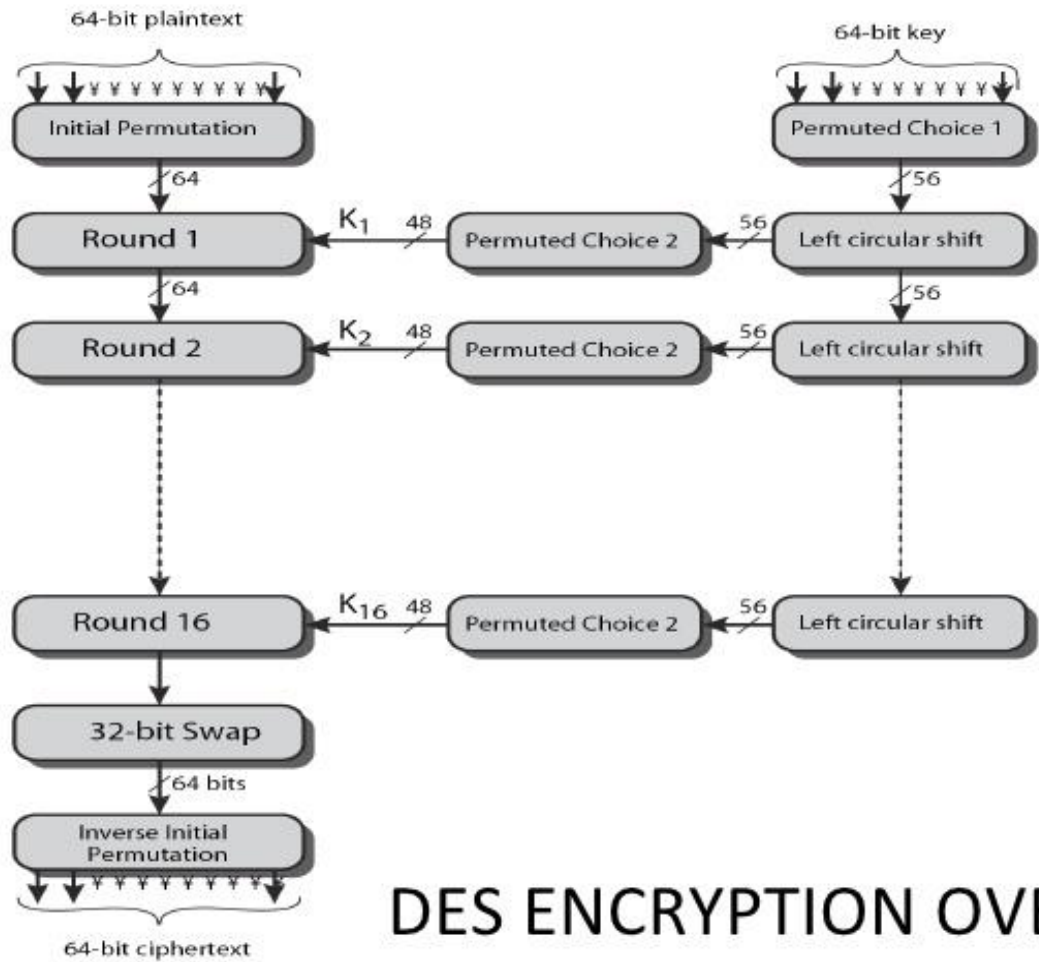 64-bit plaintext
64-bit key
¥ ¥ ¥ ¥ ¥ ¥ ¥ ¥ ¥
¥ ¥ ¥ ¥ ¥ ¥ ¥ ¥ ¥
Initial Permutation
Permuted Choice 1
64
56
Round 1
K1
48
Permuted Choice 2
56
Left circular shift
64
56
Round 2
K2
48
Permuted Choice 2
56
Left circular shift
Round 16
K16
48
Permuted Choice 2
56
Left circular shift
32-bit Swap
64 bits
Inverse Initial
Permutation
¥ ¥ ¥ ¥ ¥ ¥ ¥ ¥ ¥
DES ENCRYPTION
64-bit ciphertext